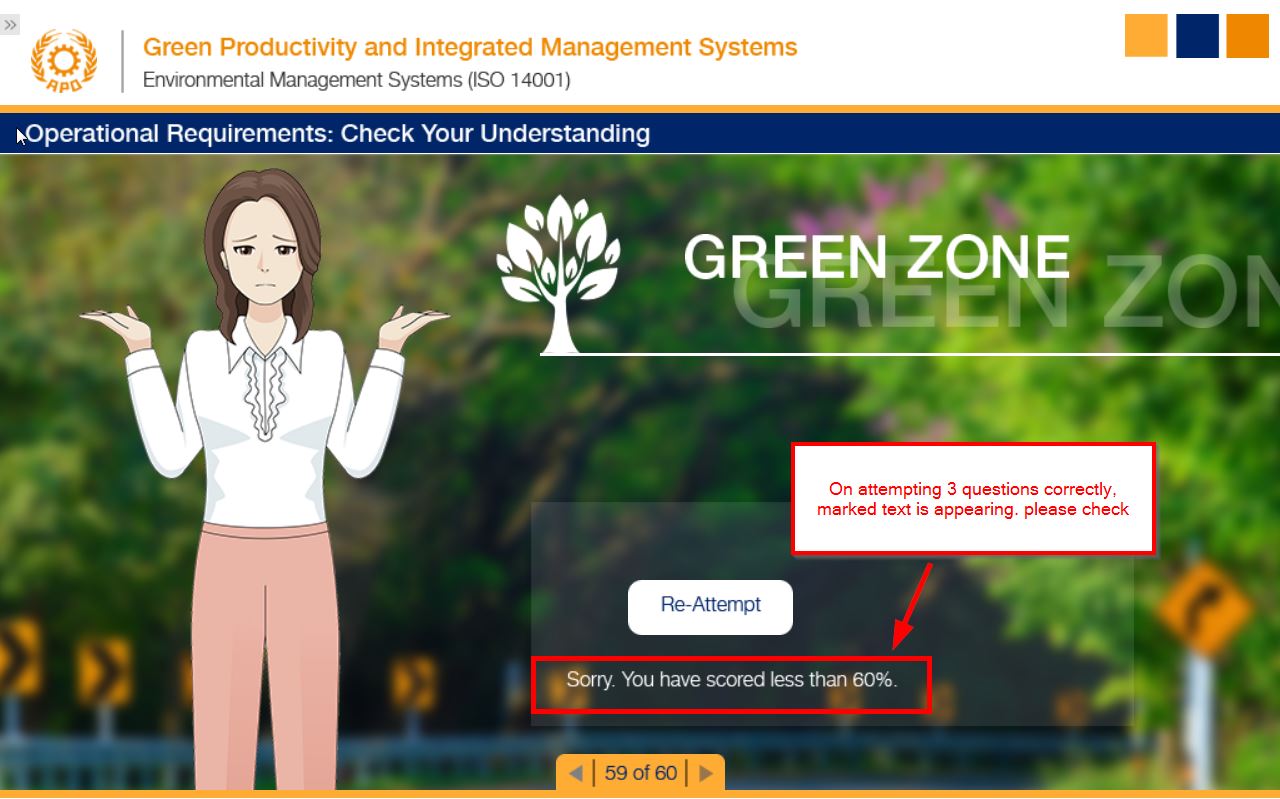 »
APO
Green Productivity and Integrated Management Systems
Environmental Management Systems (ISO 14001)
Operational Requirements: Check Your Understanding
GREEN ZONE
GREEN ZON
On attempting 3 questions correctly,
marked text is appearing. please check
Re-Attempt
Sorry. You have scored less than 60%.
59 of 60